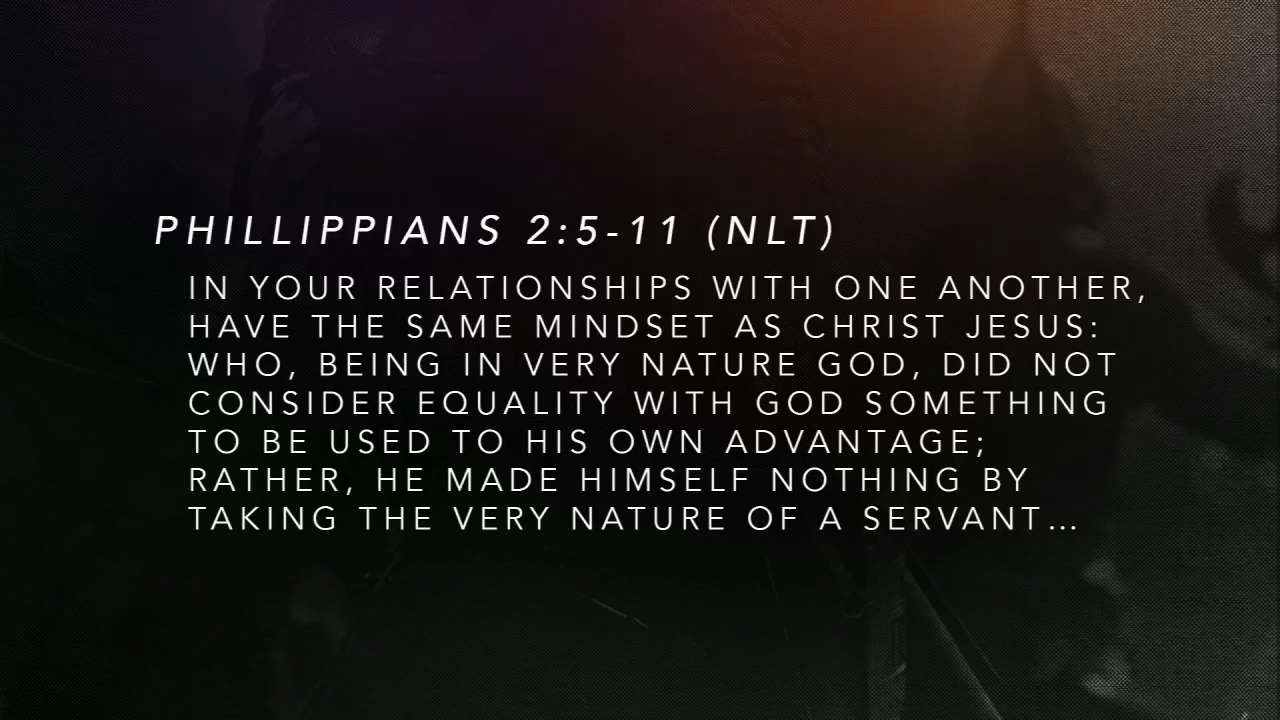 PHILLIPPIANS 2:5-11 (NLT)
IN YOUR RELATIONSHIPS WITH ONE ANOTHER,
HAVE THE SAME MINDSET AS CHRIST JESUS:
WHO, BEING IN VERY NATURE GOD, DID NOT
CONSIDER EQUALITY WITH GOD SOMETHING
TO BE USED TO HIS OWN ADVANTAGE;
RATHER, HE MADE HIMSELF NOTHING BY
TAKING THE VERY NATURE OF A SERVANT...